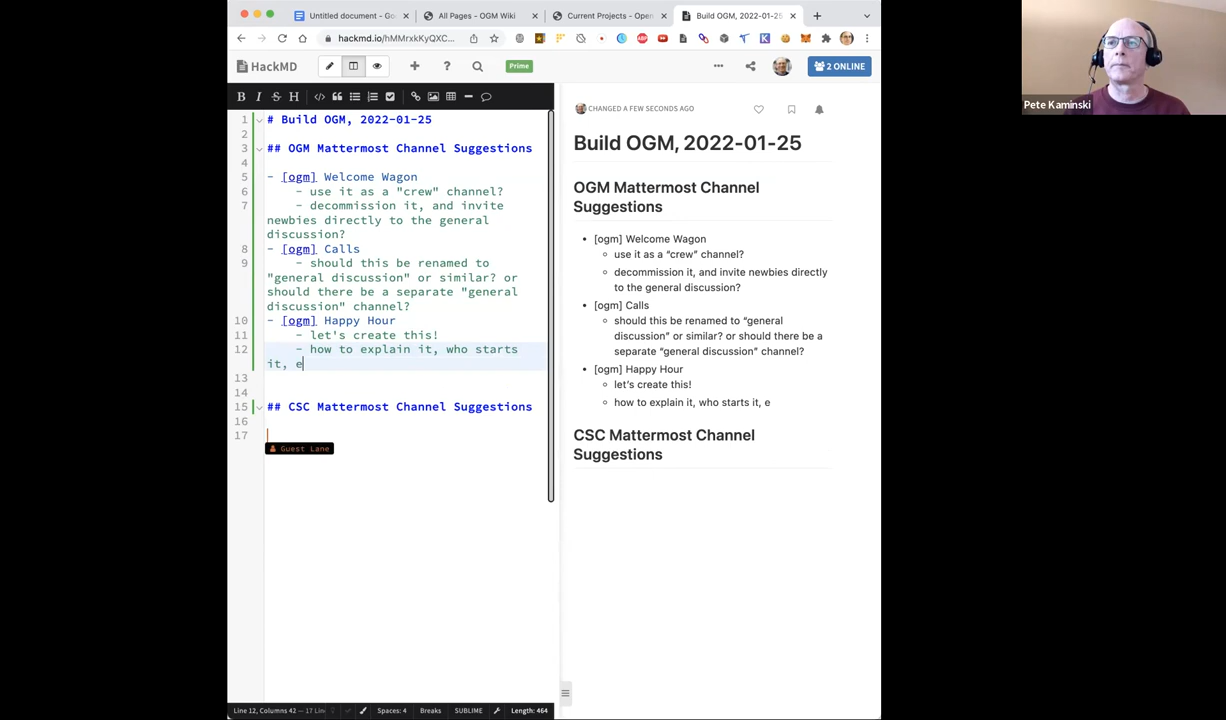 Untitled document - Go
All Pages - OGM Wiki
Current Projects - Open
Build OGM, 2022-01-25
hackmd.io/hMMrxkKyQXC...
HackMD
Prime
2 ONLINE
1 # Build OGM, 2022-01-25
2
3 ## OGM Mattermost Channel Suggestions
4
5 - [ogm] Welcome Wagon
6 - use it as a "crew" channel?
7 - decommission it, and invite
newbies directly to the general
discussion?
8 - [ogm] Calls
9 - should this be renamed to
"general discussion" or similar? or
should there be a separate "general
discussion" channel?
10 - [ogm] Happy Hour
11 - let's create this!
12 - how to explain it, who starts
it, e
13
14
15 ## CSC Mattermost Channel Suggestions
16
17
Guest Lane
Line 12, Columns 42 — 17 Lin
Spaces: 4
Breaks
SUBLIME
Length: 464
CHANGED A FEW SECONDS AGO
Build OGM, 2022-01-25
OGM Mattermost Channel
Suggestions
• [ogm] Welcome Wagon
◦ use it as a “crew” channel?
◦ decommission it, and invite newbies directly
to the general discussion?
• [ogm] Calls
◦ should this be renamed to “general
discussion” or similar? or should there be a
separate “general discussion” channel?
• [ogm] Happy Hour
◦ let’s create this!
◦ how to explain it, who starts it, e
CSC Mattermost Channel
Suggestions
Pete Kaminski